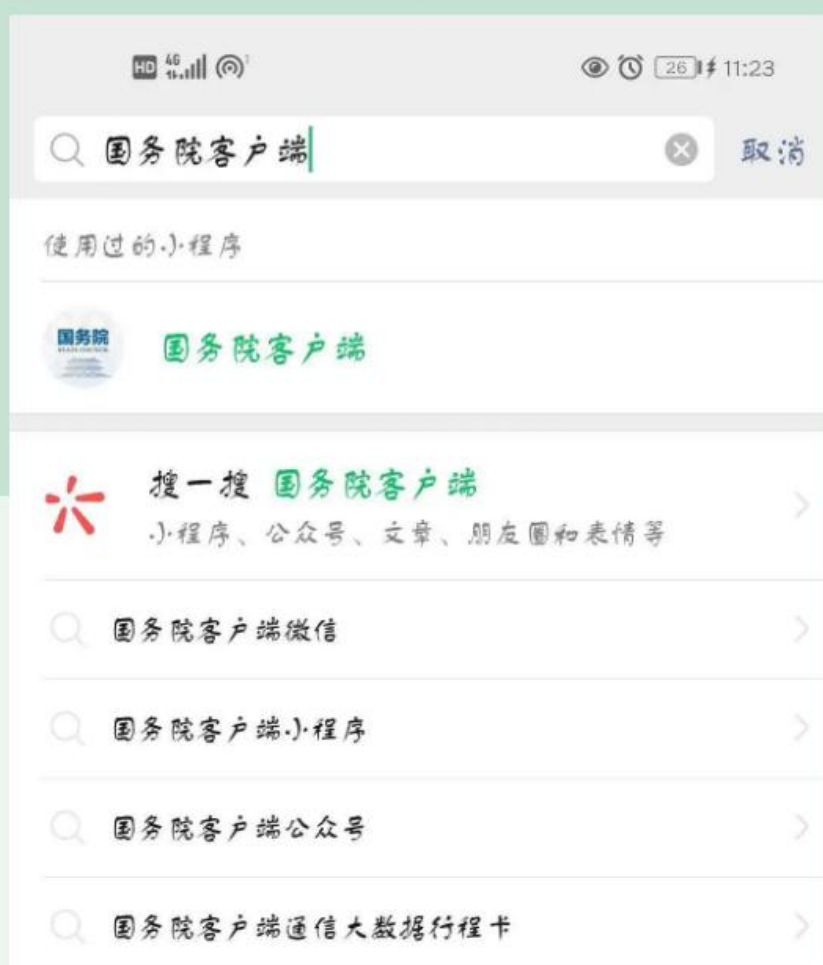 HD 4G 26 11:23
国务院客户端 取消
使用过的小程序
国务院
国务院客户端
搜一搜 国务院客户端
小程序、公众号、文章、朋友圈和表情等
国务院客户端微信
国务院客户端小程序
国务院客户端公众号
国务院客户端通信大数据行程卡